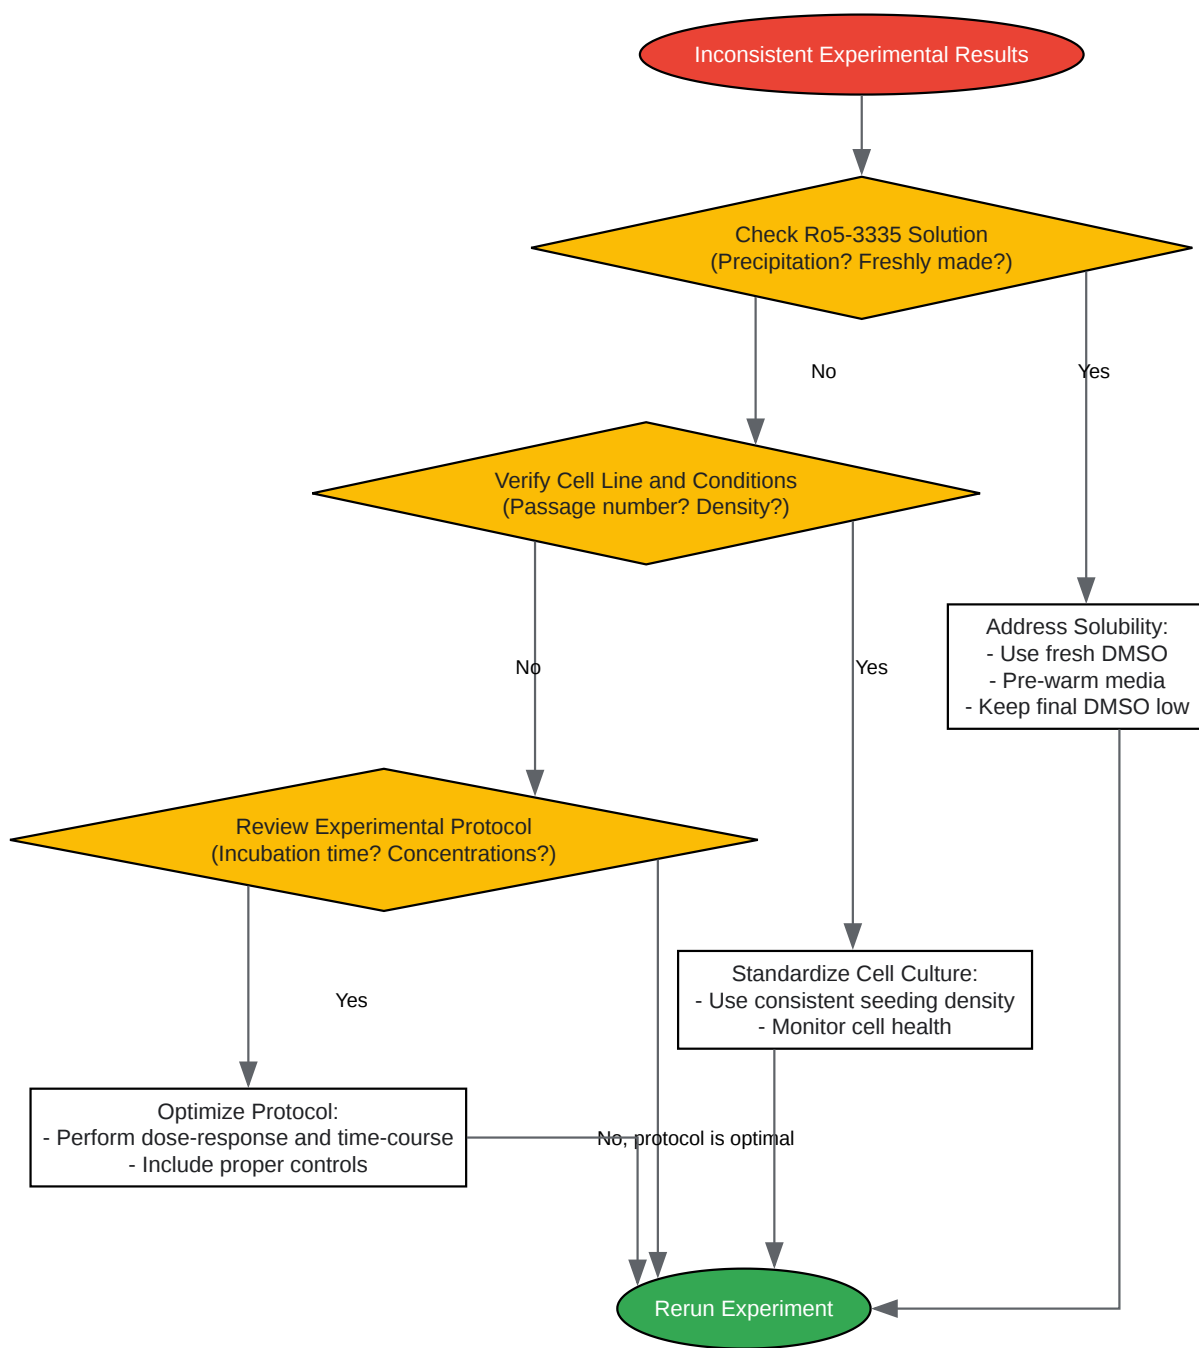 Inconsistent Experimental Results
Check Ro5-3335 Solution
(Precipitation? Freshly made?)
No
Yes
Verify Cell Line and Conditions
(Passage number? Density?)
Address Solubility:
- Use fresh DMSO
- Pre-warm media
- Keep final DMSO low
No
Yes
Review Experimental Protocol
(Incubation time? Concentrations?)
Standardize Cell Culture:
- Use consistent seeding density
- Monitor cell health
Yes
Optimize Protocol:
- Perform dose-response and time-course
- Include proper controls
No, protocol is optimal
Rerun Experiment